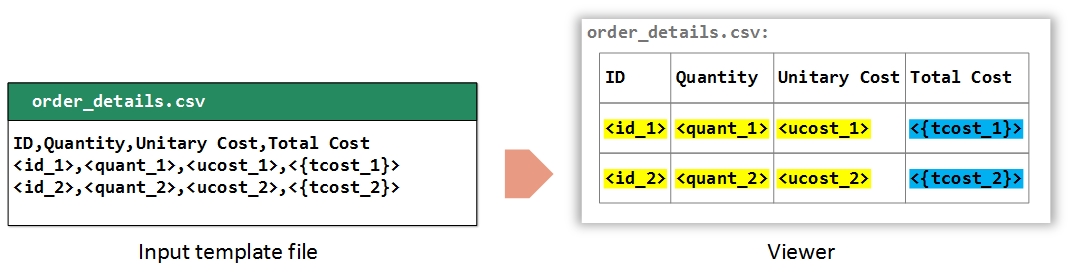 order_details.csv
ID,Quantity,Unitary Cost,Total Cost
<id_1>,<quant_1>,<ucost_1>,<{tcost_1}>
<id_2>,<quant_2>,<ucost_2>,<{tcost_2}>
Input template file
order_details.csv:
ID Quantity Unitary Cost Total Cost
<id_1> <quant_1> <ucost_1> <{tcost_1}>
<id_2> <quant_2> <ucost_2> <{tcost_2}>
Viewer